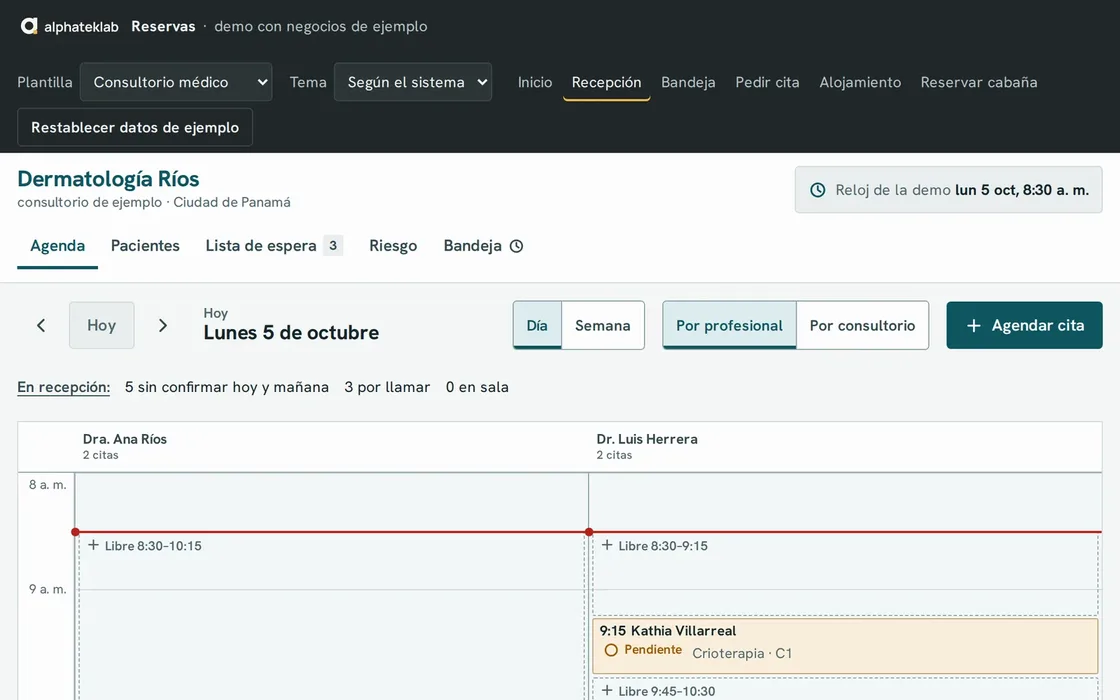 alphateklab Reservas · demo con negocios de ejemplo
Plantilla Consultorio médico Tema Según el sistema Inicio Recepción Bandeja Pedir cita Alojamiento Reservar cabaña
Restablecer datos de ejemplo
Dermatología Ríos
consultorio de ejemplo · Ciudad de Panamá
Reloj de la demo lun 5 oct, 8:30 a. m.
Agenda Pacientes Lista de espera 3 Riesgo Bandeja
Hoy
Hoy
Lunes 5 de octubre
Día Semana Por profesional Por consultorio + Agendar cita
En recepción: 5 sin confirmar hoy y mañana 3 por llamar 0 en sala
Dra. Ana Ríos
2 citas
Dr. Luis Herrera
2 citas
8 a. m.
+ Libre 8:30–10:15
+ Libre 8:30–9:15
9 a. m.
9:15 Kathia Villarreal
Pendiente Crioterapia · C1
+ Libre 9:45–10:30